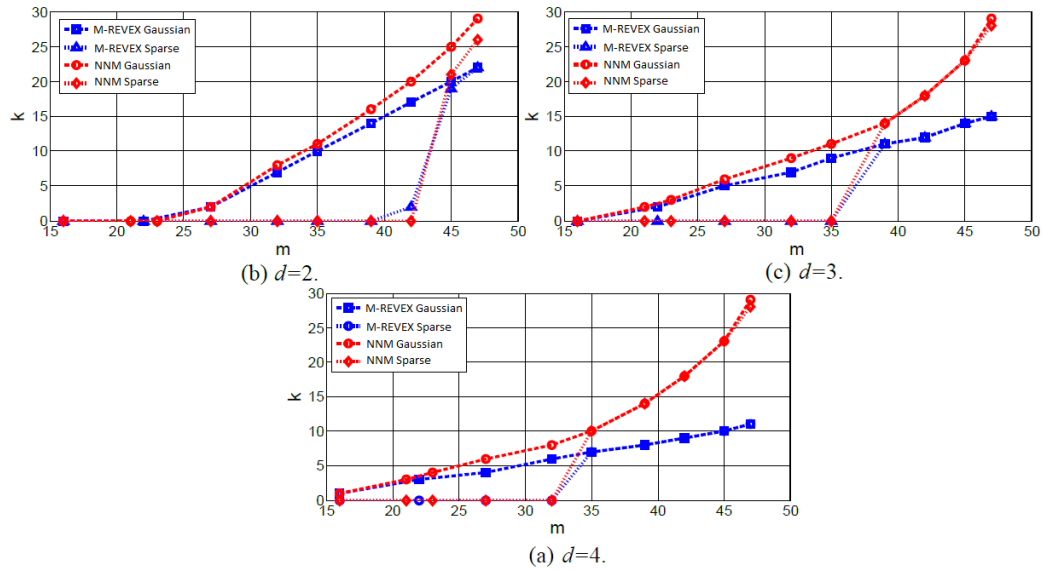 30
25
20
15
10
5
0
k
M-REVEX Gaussian
M-REVEX Sparse
NNM Gaussian
NNM Sparse
15 20 25 30 35 40 45 50
m
(b) d=2.
30
25
20
15
10
5
0
k
M-REVEX Gaussian
M-REVEX Sparse
NNM Gaussian
NNM Sparse
15 20 25 30 35 40 45 50
m
(c) d=3.
30
25
20
15
10
5
0
k
M-REVEX Gaussian
M-REVEX Sparse
NNM Gaussian
NNM Sparse
15 20 25 30 35 40 45 50
m
(a) d=4.